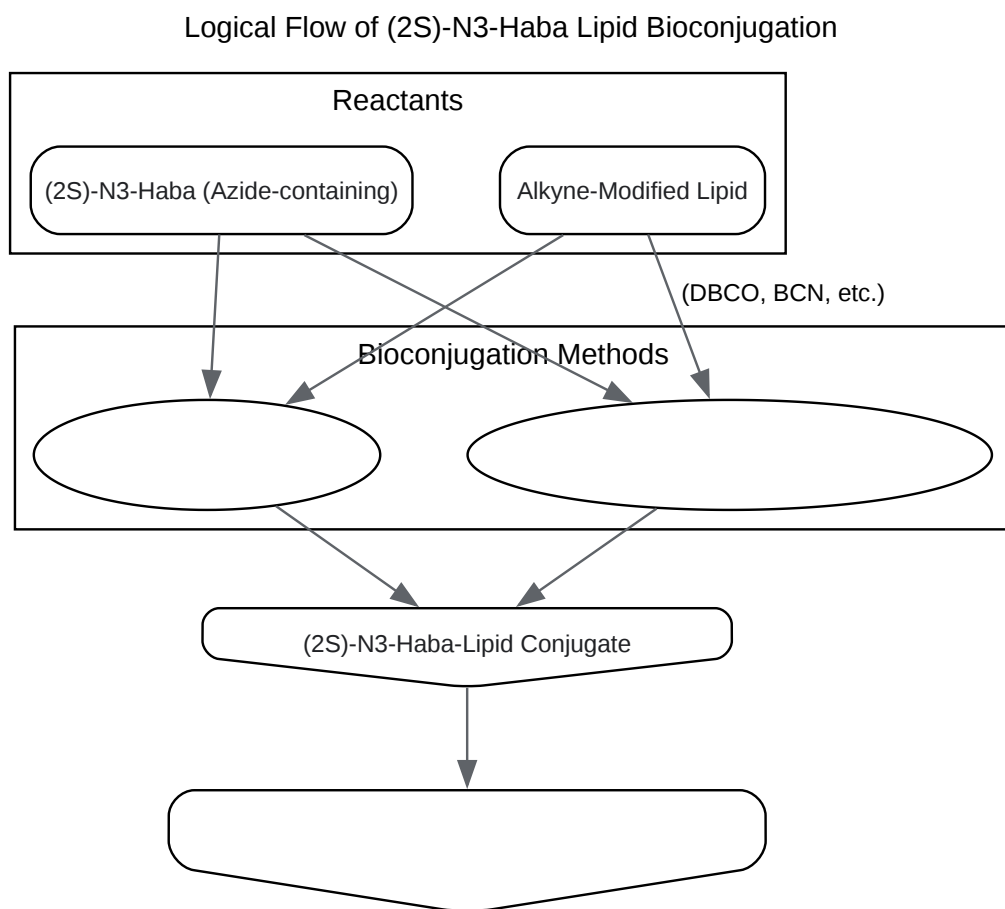 Logical Flow of (2S)-N3-Haba Lipid Bioconjugation
Reactants
(2S)-N3-Haba (Azide-containing)
Alkyne-Modified Lipid
(DBCO, BCN, etc.)
Bioconjugation Methods
(2S)-N3-Haba-Lipid Conjugate